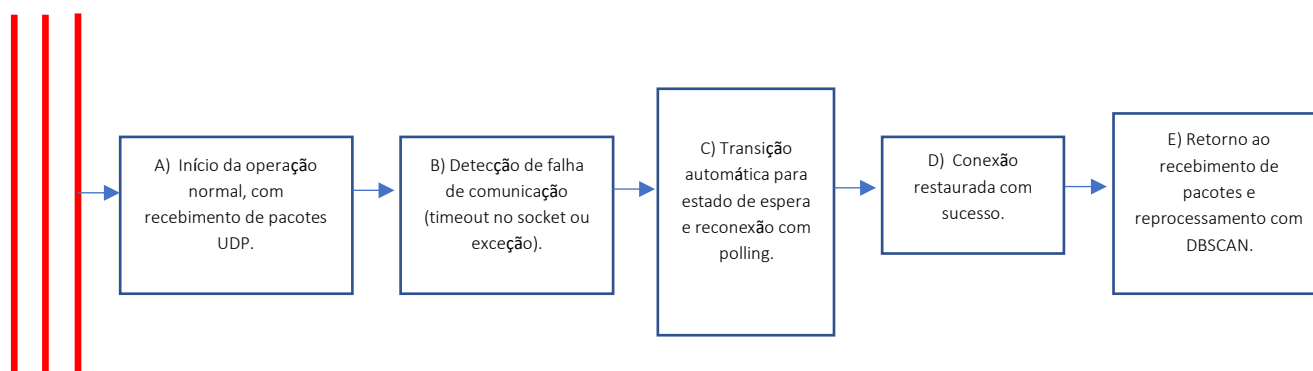 A) Início da operação
normal, com
recebimento de pacotes
UDP.
B) Detecção de falha
de comunicação
(timeout no socket ou
exceção).
C) Transição
automática para
estado de espera
e reconexão com
polling.
D) Conexão
restaurada com
sucesso.
E) Retorno ao
recebimento de
pacotes e
reprocessamento com
DBSCAN.